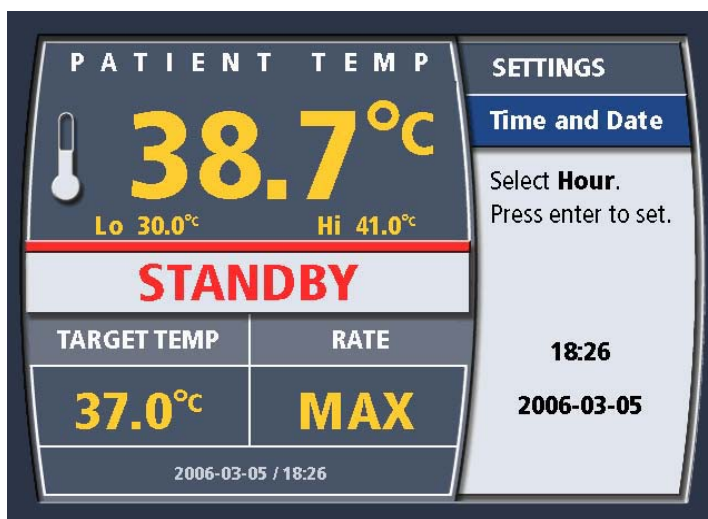 PATIENT TEMP
38.7°C
Lo 30.0°C Hi 41.0°C
STANDBY
TARGET TEMP RATE
37.0°C MAX
2006-03-05 / 18:26
SETTINGS
Time and Date
Select Hour.
Press enter to set.
18:26
2006-03-05